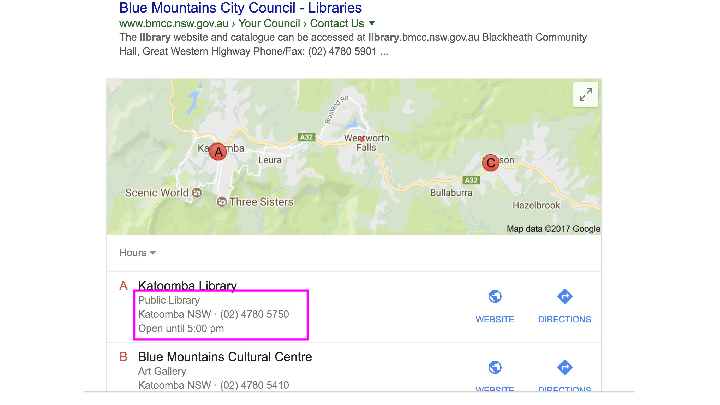 Blue Mountains City Council - Libraries
www.bmcc.nsw.gov.au › Your Council › Contact Us
The library website and catalogue can be accessed at library.bmcc.nsw.gov.au Blackheath Community
Hall, Great Western Highway Phone/Fax: (02) 4780 5901 ...
Braeside Rd
A32
Wentworth
Falls
A
Leura
C
A32
Scenic World
Bullaburra
Three Sisters
Hazelbrook
Map data ©2017 Google
Hours
A Katoomba Library
Public Library
Katoomba NSW · (02) 4780 5750
Open until 5:00 pm
WEBSITE DIRECTIONS
B Blue Mountains Cultural Centre
Art Gallery
Katoomba NSW · (02) 4780 5410
WEBSITE DIRECTIONS